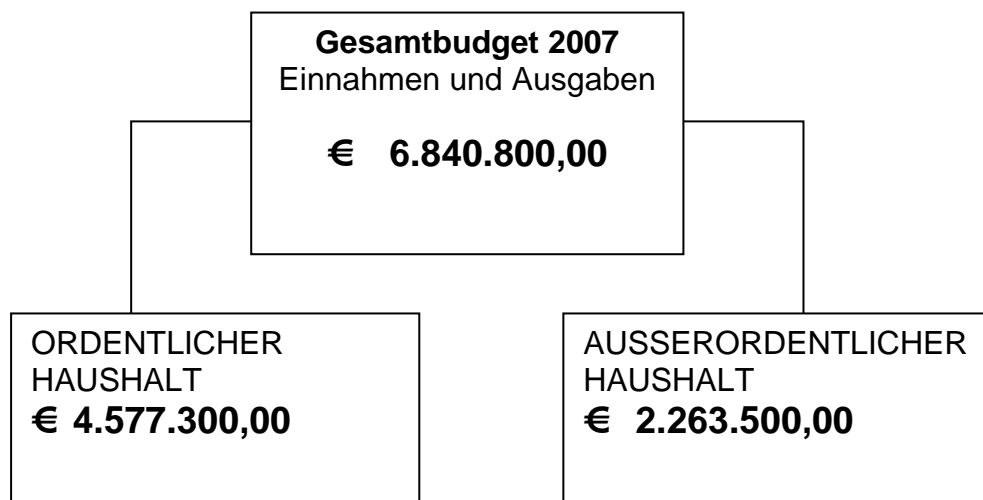 Gesamtbudget 2007
Einnahmen und Ausgaben
€ 6.840.800,00
ORDENTLICHER
HAUSHALT
€ 4.577.300,00
AUSSERORDENTLICHER
HAUSHALT
€ 2.263.500,00